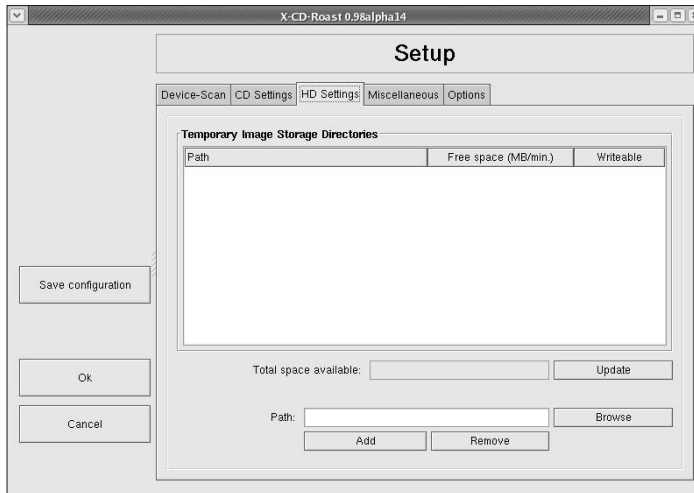 X-CD-Roast 0.98alpha14
Setup
Device-Scan CD Settings HD Settings Miscellaneous Options
Temporary Image Storage Directories
Path Free space (MB/min.) Writeable
Save configuration
Total space available: Update
Ok
Path: Browse
Cancel
Add Remove